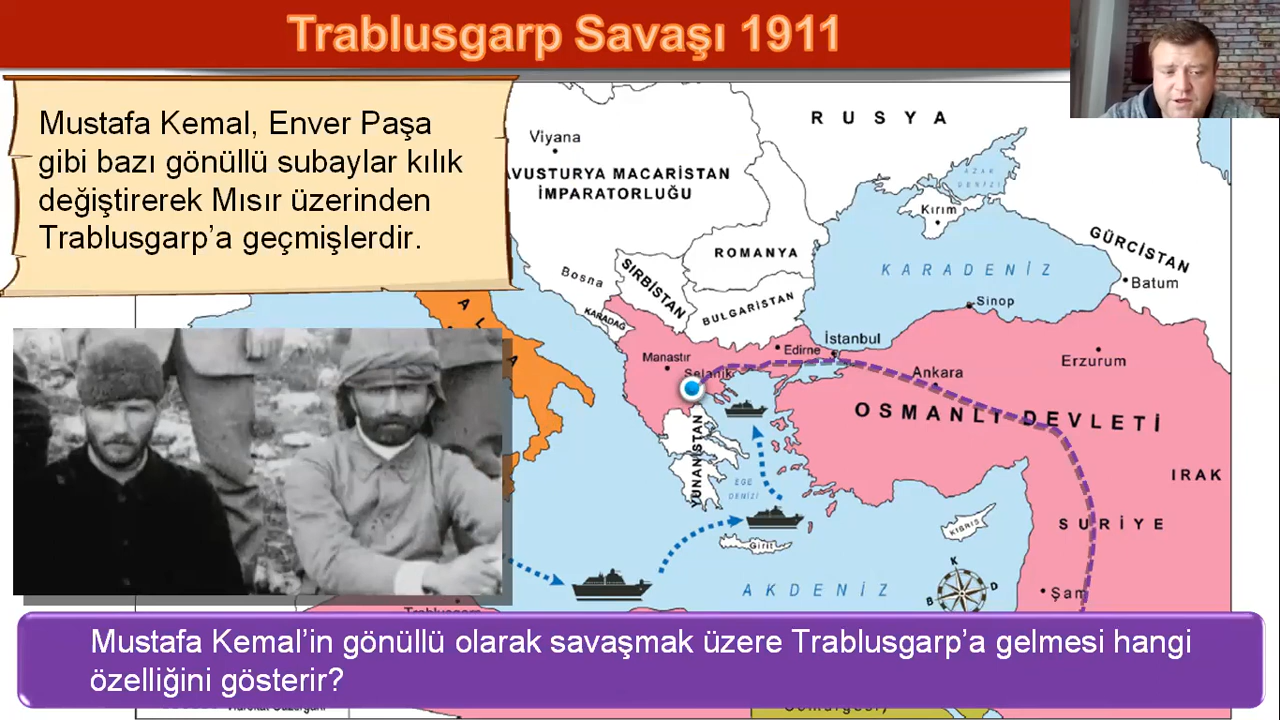 Trablusgarp Savaşı 1911
Mustafa Kemal, Enver Paşa
gibi bazı gönüllü subaylar kılık
değiştirerek Mısır üzerinden
Trablusgarp’a geçmişlerdir.
RUSYA
Viyana
AVUSTURYA MACARİSTAN
İMPARATORLUĞU
AZAK
DENİZİ
Kırım
ROMANYA
GÜRCİSTAN
Bosna
SIRBİSTAN
KARADENİZ
Batum
BULGARİSTAN
KARADAĞ
Sinop
İstanbul
Edirne
Manastır
Selanik
Erzurum
Ankara
OSMANLI DEVLETİ
YUNANİSTAN
EGE
DENİZİ
IRAK
SURİYE
KIBRIS
Girit
AKDENİZ
K
B
D
Şam
Trablusgarp
Mustafa Kemal’in gönüllü olarak savaşmak üzere Trablusgarp’a gelmesi hangi
özelliğini gösterir?